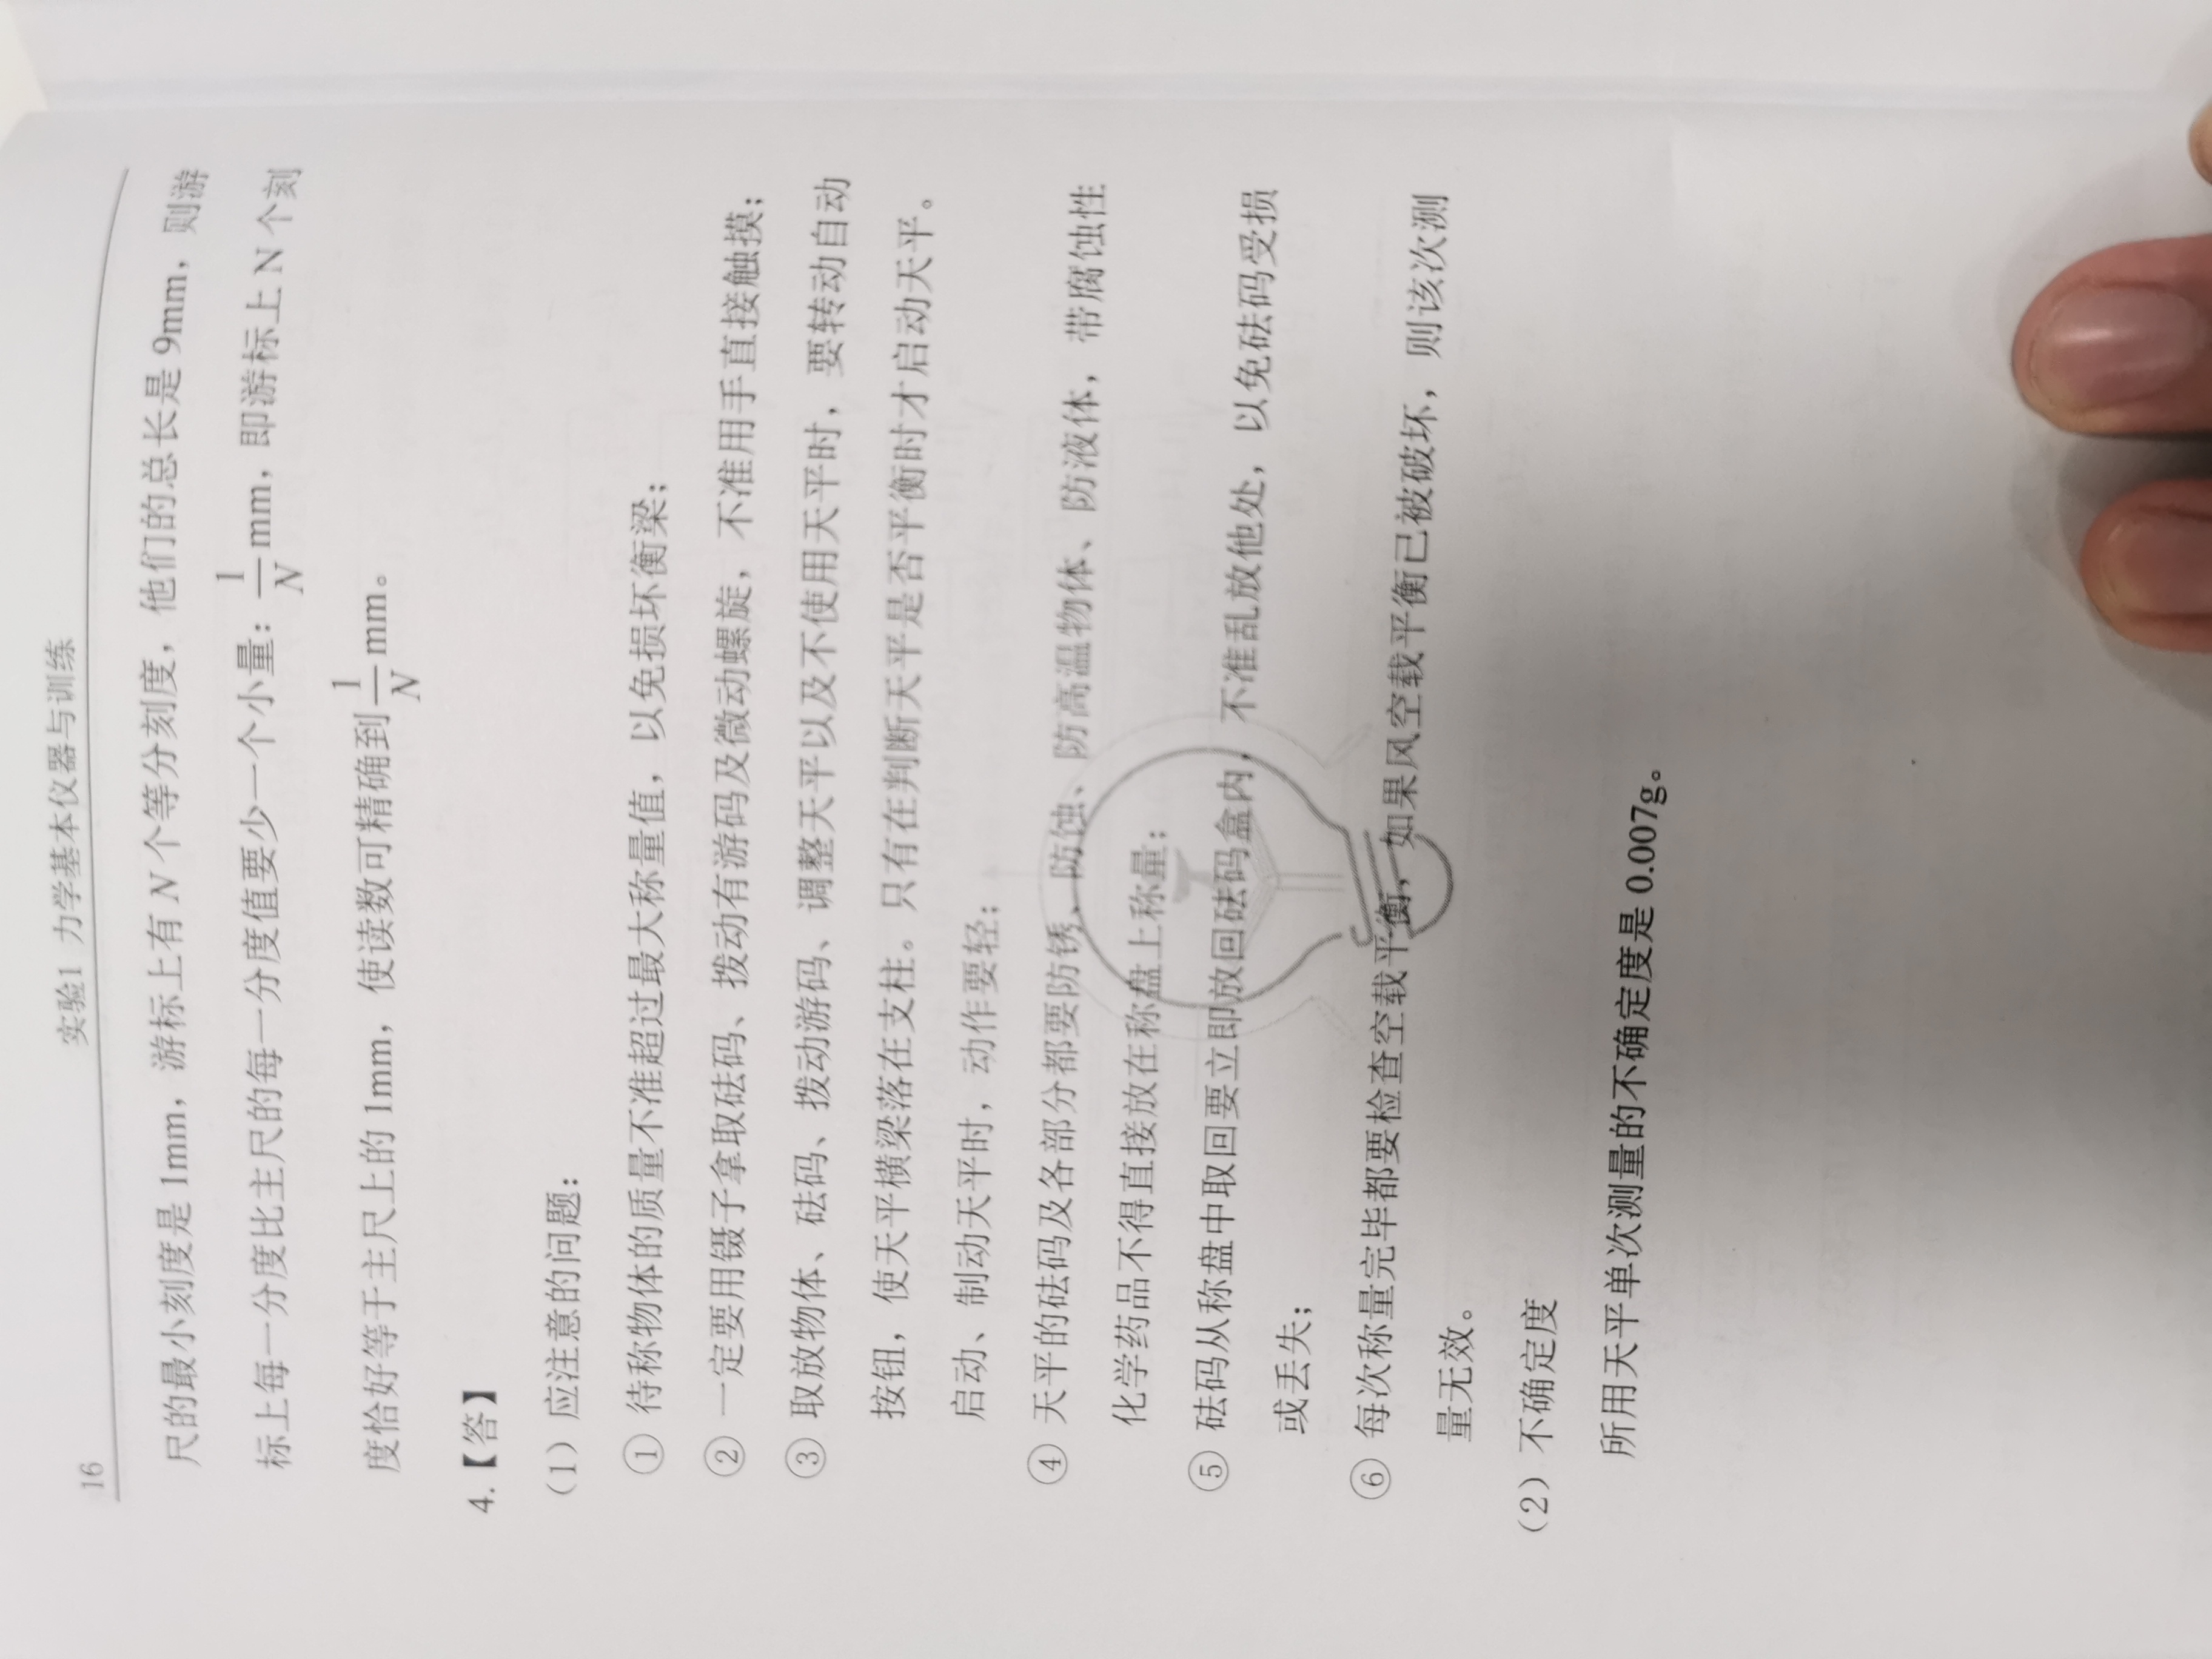 16
实验1 力学基本仪器与训练
尺的最小刻度是 1mm，游标上有 N 个等分刻度，他们的总长是 9mm，则游
标上每一分度比主尺的每一分度值要少一个小量：1/N mm，即游标上 N 个刻
度恰好等于主尺上的 1mm，使读数可精确到 1/N mm。
4.【答】
（1）应注意的问题：
① 待称物体的质量不准超过最大称量值，以免损坏衡梁；
② 一定要用镊子拿取砝码、拨动有游码及微动螺旋，不准用手直接触摸；
③ 取放物体、砝码、拨动游码、调整天平以及不使用天平时，要转动自动
按钮，使天平横梁落在支柱。只有在判断天平是否平衡时才启动天平。
启动、制动天平时，动作要轻；
④ 天平的砝码及各部分都要防锈、防蚀、防高温物体、防液体，带腐蚀性
化学药品不得直接放在称盘上称量；
⑤ 砝码从称盘中取回要立即放回砝码盒内，不准乱放他处，以免砝码受损
或丢失；
⑥ 每次称量完毕都要检查空载平衡，如果风空载平衡已被破坏，则该次测
量无效。
（2）不确定度
所用天平单次测量的不确定度是 0.007g。